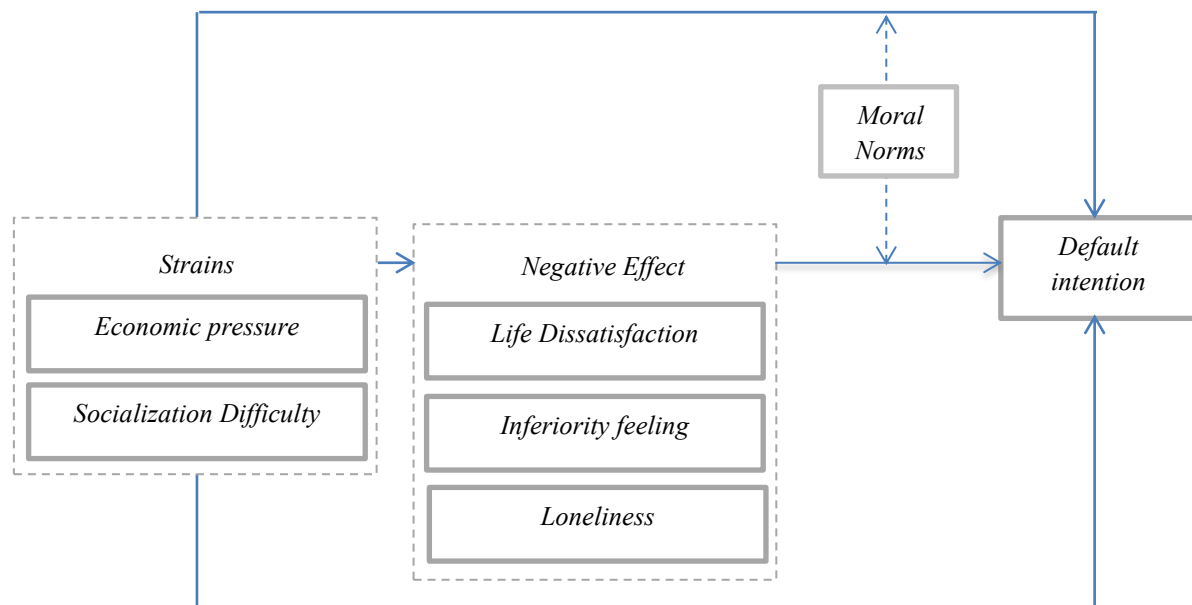 Moral
Norms
Strains
Economic pressure
Socialization Difficulty
Negative Effect
Life Dissatisfaction
Inferiority feeling
Loneliness
Default
intention